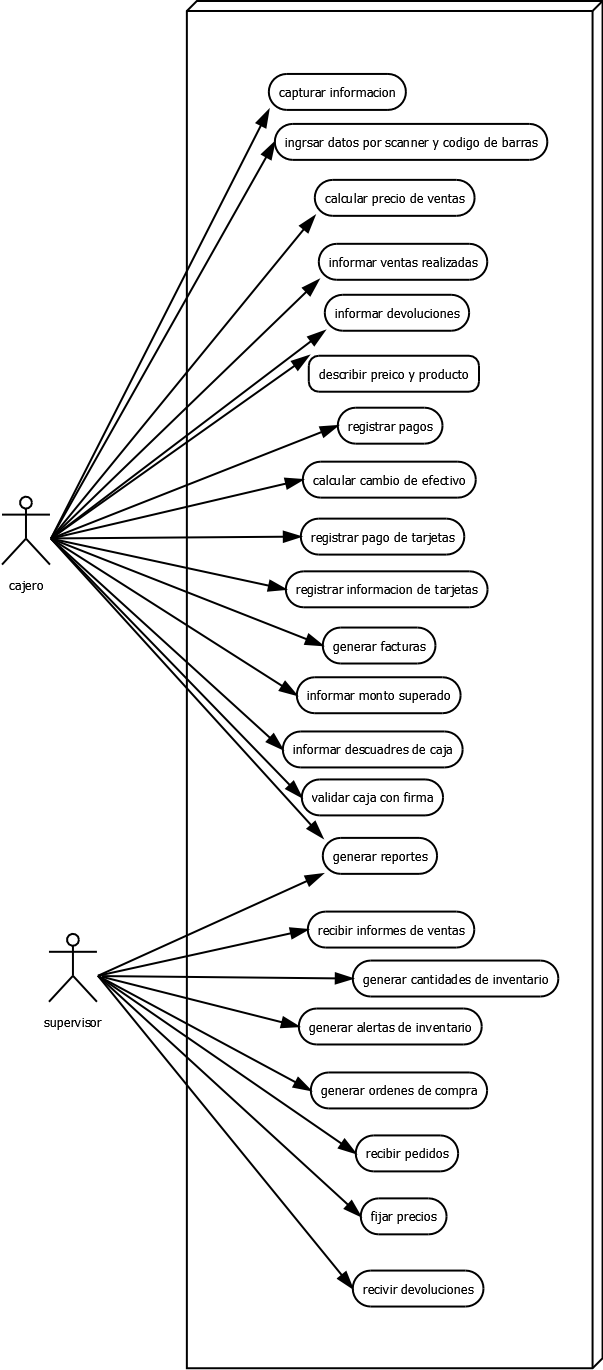 capturar informacion
ingrsar datos por scanner y codigo de barras
calcular precio de ventas
informar ventas realizadas
informar devoluciones
describir preico y producto
registrar pagos
calcular cambio de efectivo
registrar pago de tarjetas
cajero
registrar informacion de tarjetas
generar facturas
informar monto superado
informar descuadres de caja
validar caja con firma
generar reportes
recibir informes de ventas
generar cantidades de inventario
supervisor
generar alertas de inventario
generar ordenes de compra
recibir pedidos
fijar precios
recivir devoluciones